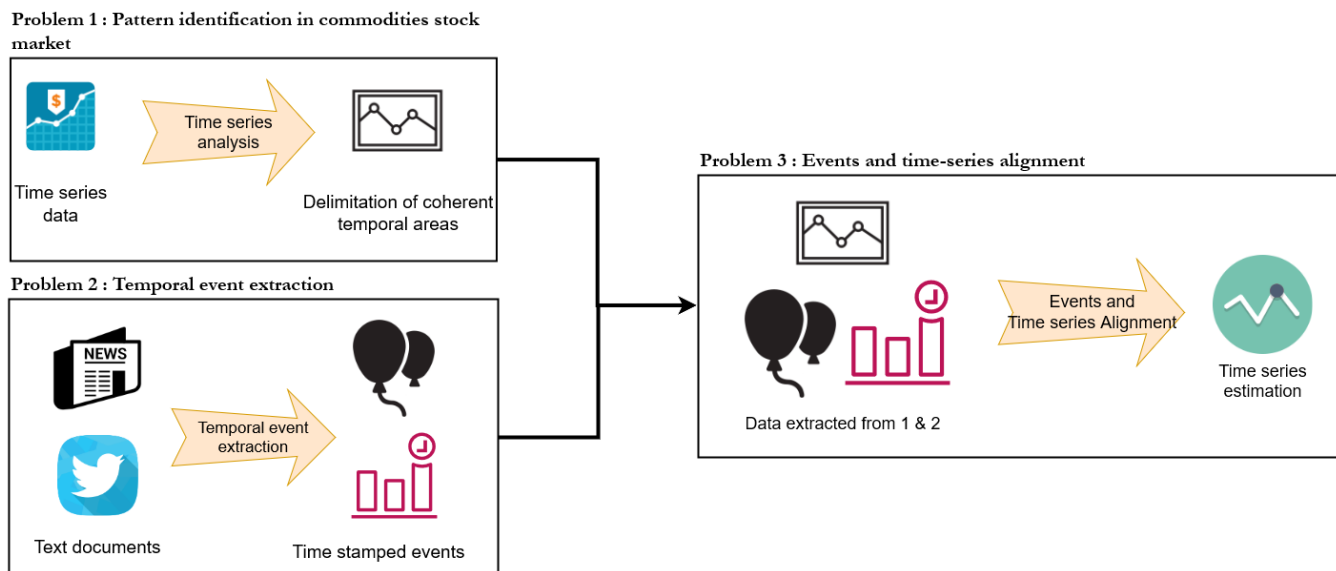 Problem 1 : Pattern identification in commodities stock
market
$
Time series
analysis
Time series
data
Delimitation of coherent
temporal areas
Problem 2 : Temporal event extraction
NEWS
Temporal event
extraction
Text documents
Time stamped events
Problem 3 : Events and time-series alignment
Events and
Time series Alignment
Data extracted from 1 & 2
Time series
estimation